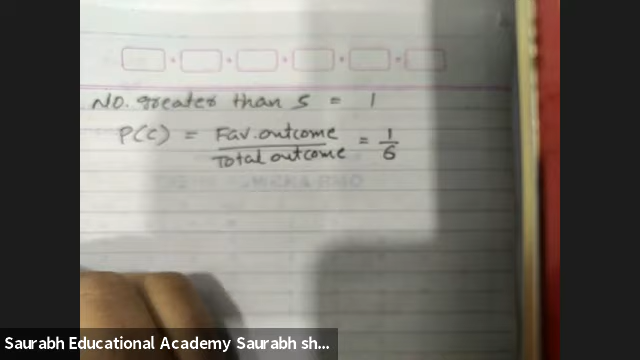 No. greater than 5 = 1
P(C) = Fav. outcome / Total outcome = 1/6
Saurabh Educational Academy Saurabh sh...